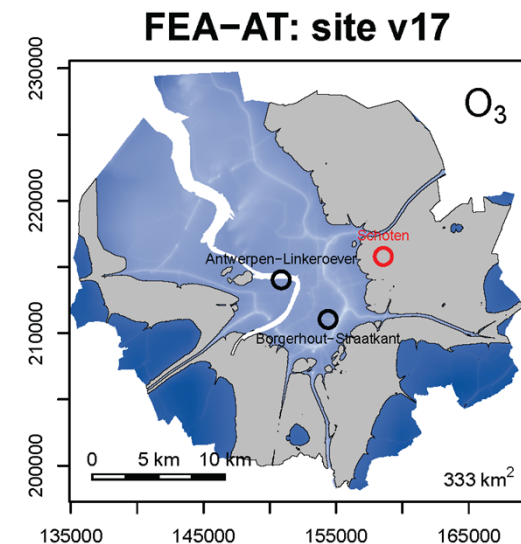 FEA−AT: site v17
O3
230000
220000
210000
200000
Schoten
Antwerpen−Linkeroever
Borgerhout−Straatkant
0 5 km 10 km
333 km2
135000 145000 155000 165000